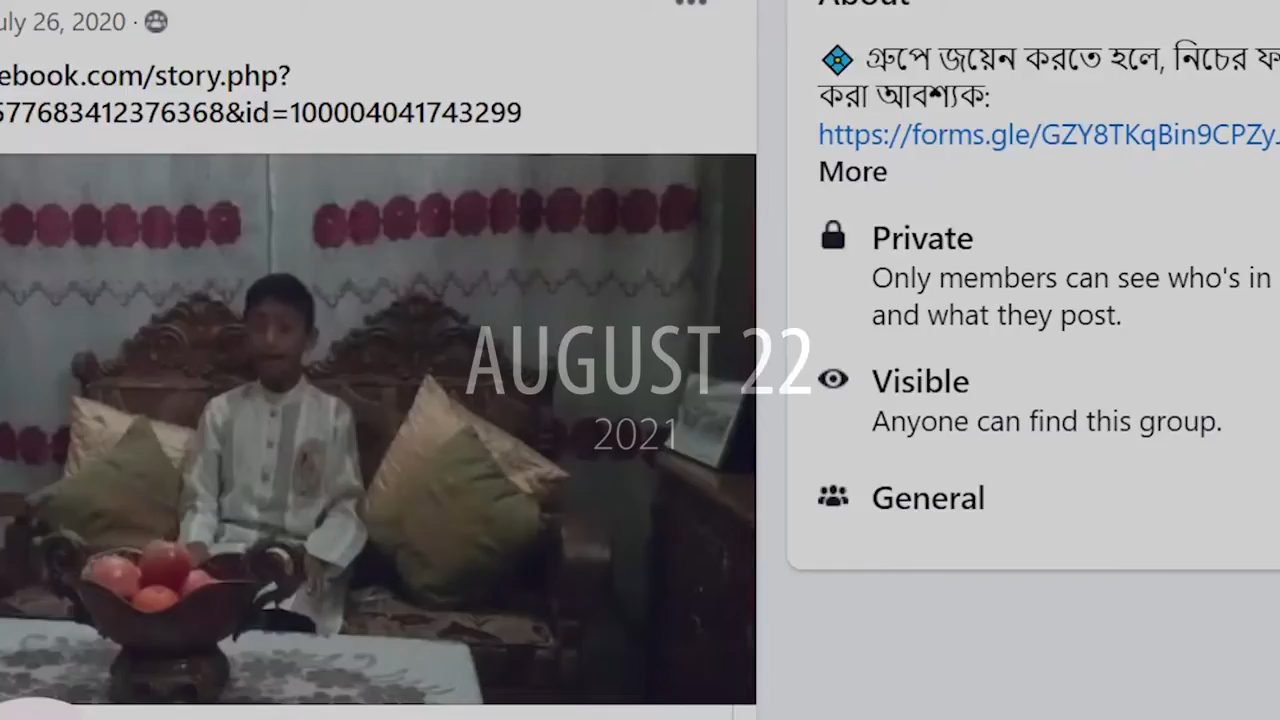 uly 26, 2020 ·
ebook.com/story.php?
577683412376368&id=100004041743299
AUGUST 22
2021
About
গ্রুপে জয়েন করতে হলে, নিচের ফ
করা আবশ্যক:
https://forms.gle/GZY8TKqBin9CPZy
More
Private
Only members can see who's in
and what they post.
Visible
Anyone can find this group.
General